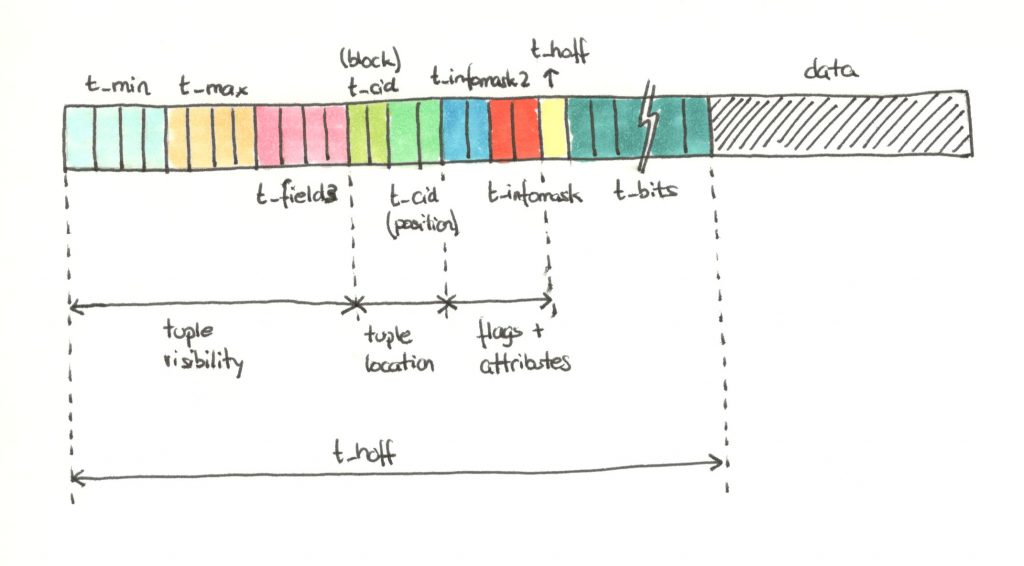 t_min
t_max
(block)
t_cid
t_infomask2
t_hoff
data
t_field3
t_cid
(position)
t_infomask
t_bits
tuple
visibility
tuple
location
flags +
attributes
t_hoff